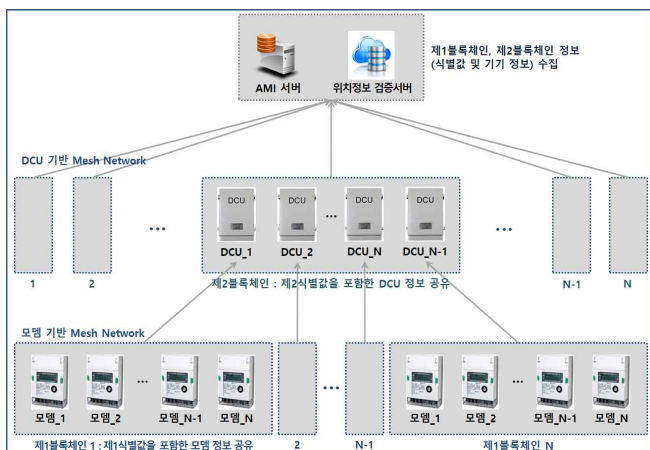 제1블록체인, 제2블록체인 정보
(식별값 및 기기 정보) 수집
AMI 서버
위치정보 검증서버
DCU 기반 Mesh Network
DCU
DCU
DCU
DCU
...
...
...
DCU_1
DCU_2
DCU_N
DCU_N-1
1
2
제2블록체인 : 제2식별값을 포함한 DCU 정보 공유
N-1
N
모뎀 기반 Mesh Network
...
...
...
모뎀_1
모뎀_2
모뎀_N-1
모뎀_N
모뎀_1
모뎀_2
모뎀_N-1
모뎀_N
제1블록체인 1 : 제1식별값을 포함한 모뎀 정보 공유
2
N-1
제1블록체인 N